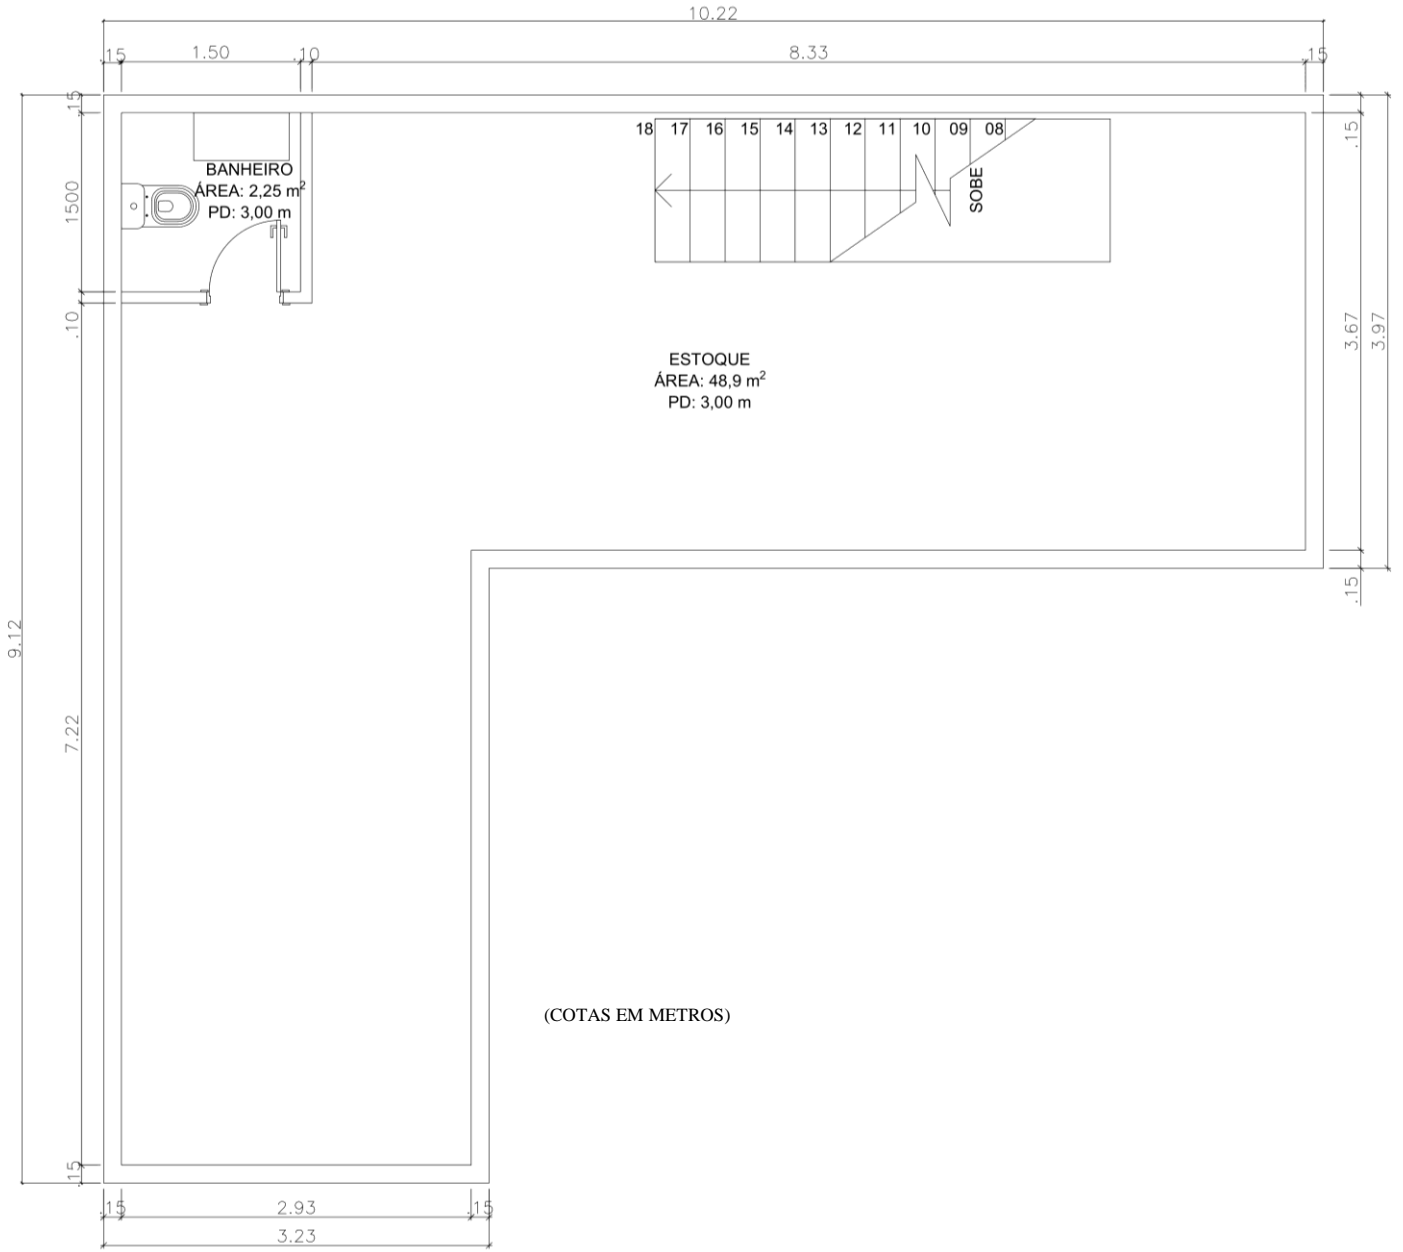 10.22
.15 1.50 .10 8.33 .15
.15
.15
18 17 16 15 14 13 12 11 10 09 08
BANHEIRO
ÁREA: 2,25 m²
PD: 3,00 m
SOBE
1500
.10
3.67
3.97
ESTOQUE
ÁREA: 48,9 m²
PD: 3,00 m
.15
9.12
7.22
(COTAS EM METROS)
.15
.15 2.93 .15
3.23